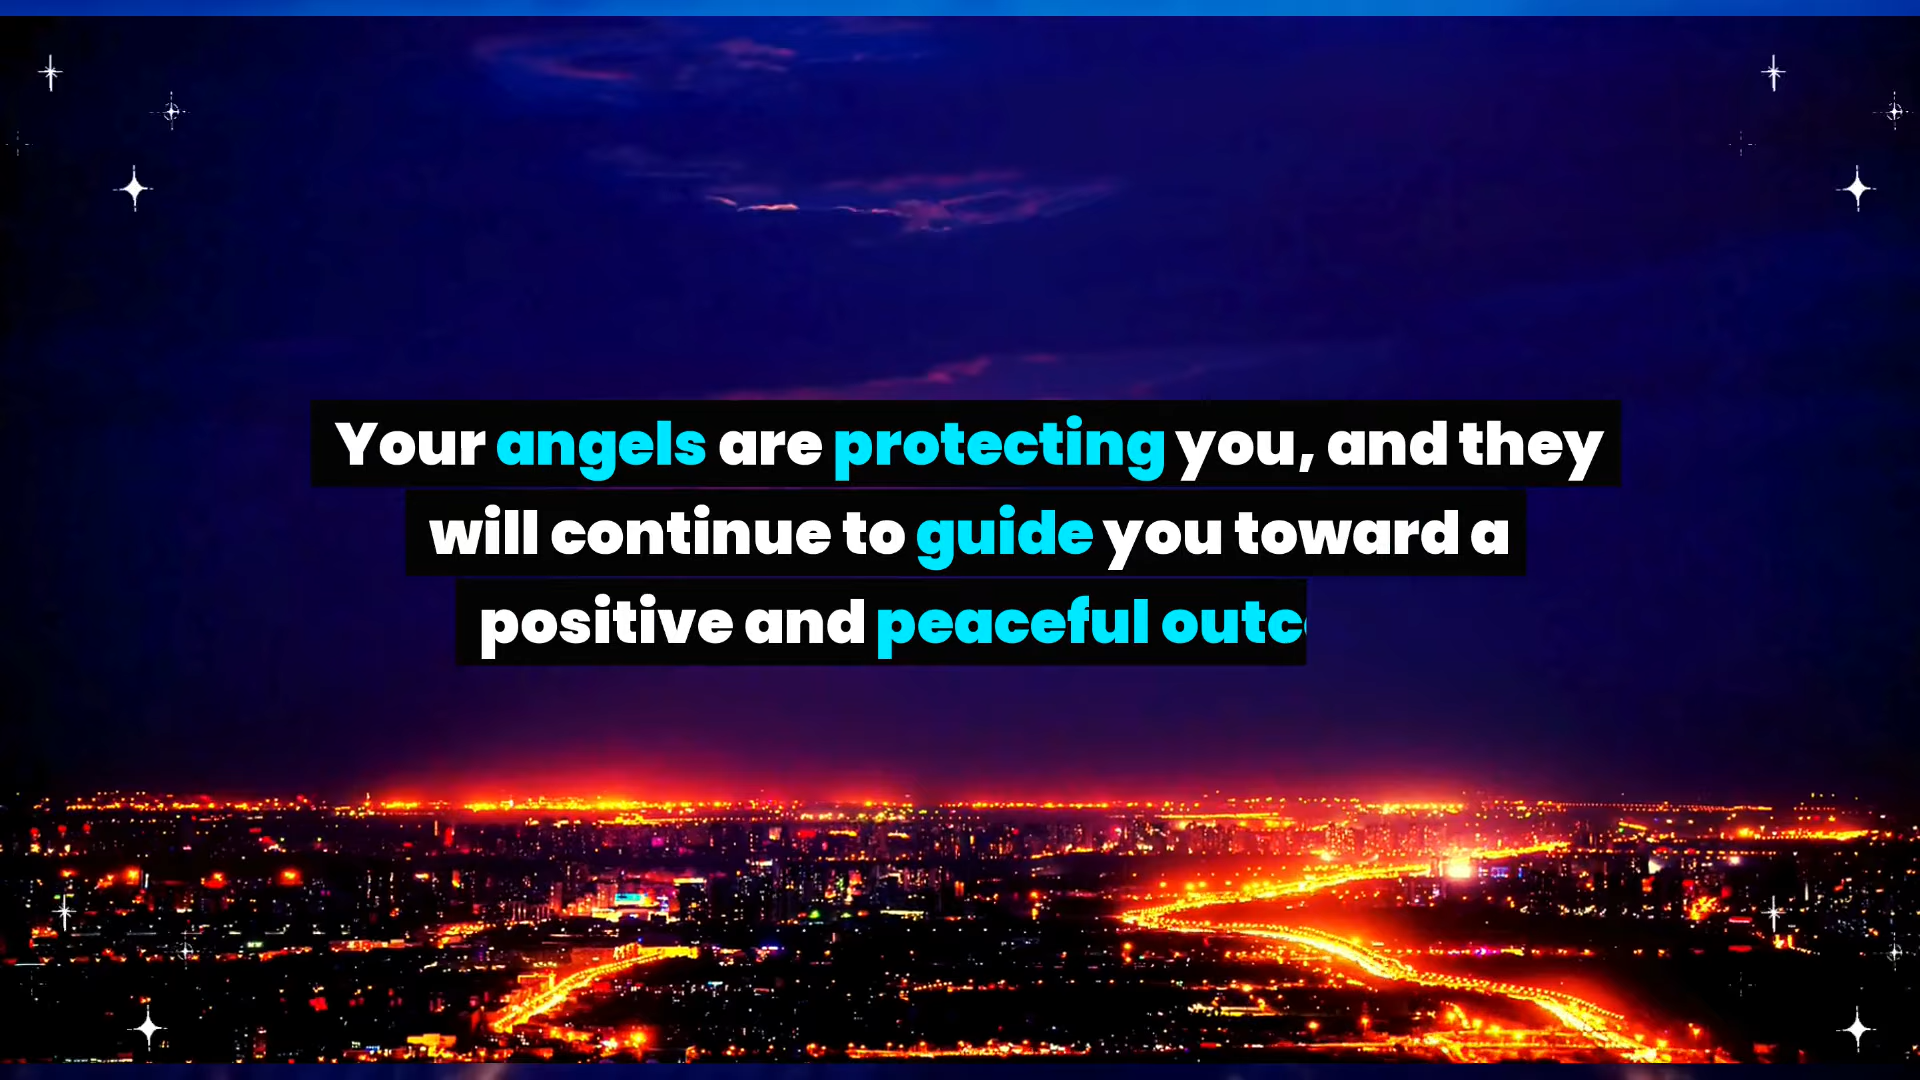 Your angels are protecting you, and they
will continue to guide you toward a
positive and peaceful outc